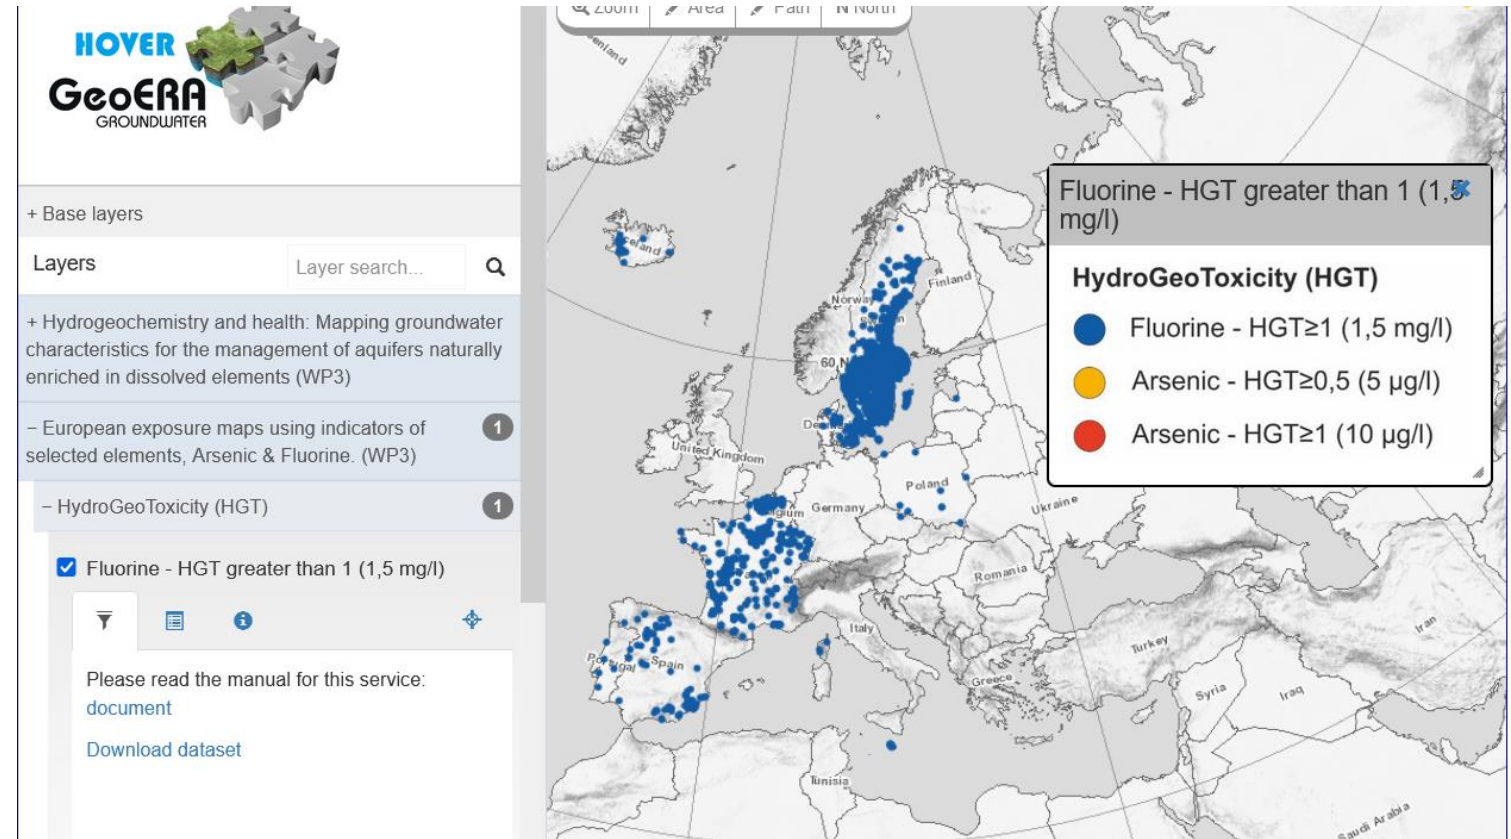 HOVER
GeoERA
GROUNDWATER
+ Base layers
Layers
Layer search...
+ Hydrogeochemistry and health: Mapping groundwater
characteristics for the management of aquifers naturally
enriched in dissolved elements (WP3)
− European exposure maps using indicators of
selected elements, Arsenic & Fluorine. (WP3)
1
− HydroGeoToxicity (HGT)
1
Fluorine - HGT greater than 1 (1,5 mg/l)
Please read the manual for this service:
document
Download dataset
Zoom
Area
Path
N North
Fluorine - HGT greater than 1 (1,5
mg/l)
HydroGeoToxicity (HGT)
Fluorine - HGT≥1 (1,5 mg/l)
Arsenic - HGT≥0,5 (5 µg/l)
Arsenic - HGT≥1 (10 µg/l)
Finland
Norway
60 N
United Kingdom
Poland
Germany
Ukraine
Romania
Italy
Portugal
Spain
Greece
Turkey
Syria
Iraq
Iran
Tunisia
Saudi Arabia